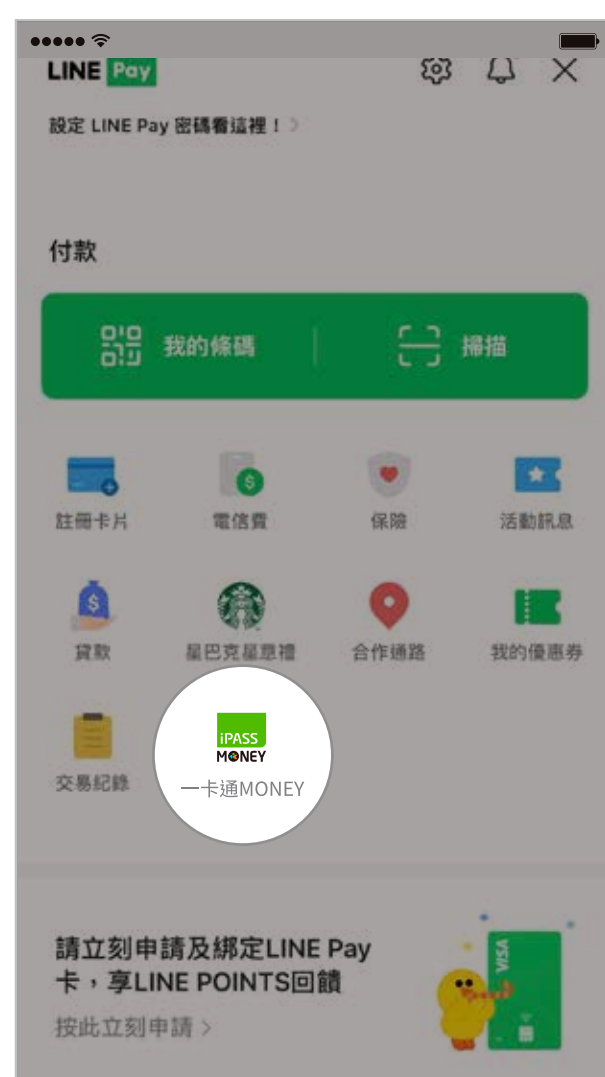 LINE Pay
設定 LINE Pay 密碼看這裡！
付款
我的條碼 掃描
註冊卡片 電信費 保險 活動訊息
貸款 星巴克星意禮 合作通路 我的優惠券
iPASS
MONEY
交易紀錄 一卡通MONEY
請立刻申請及綁定LINE Pay
卡，享LINE POINTS回饋
按此立刻申請
VISA